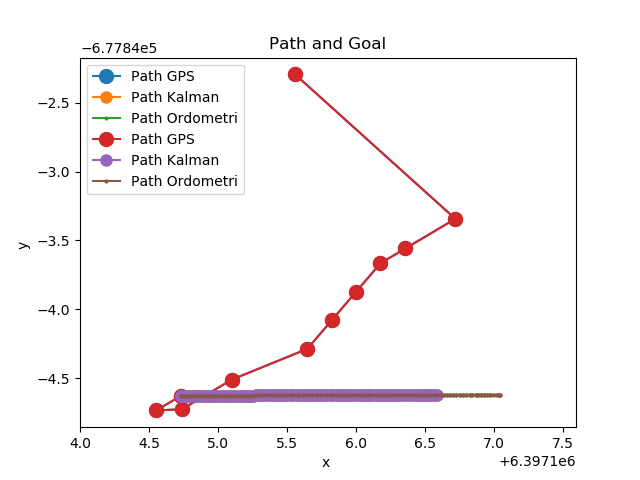 Path and Goal
−6.7784e5
Path GPS
Path Kalman
Path Ordometri
Path GPS
Path Kalman
Path Ordometri
−2.5
−3.0
−3.5
−4.0
−4.5
y
4.0 4.5 5.0 5.5 6.0 6.5 7.0 7.5
x
+6.3971e6